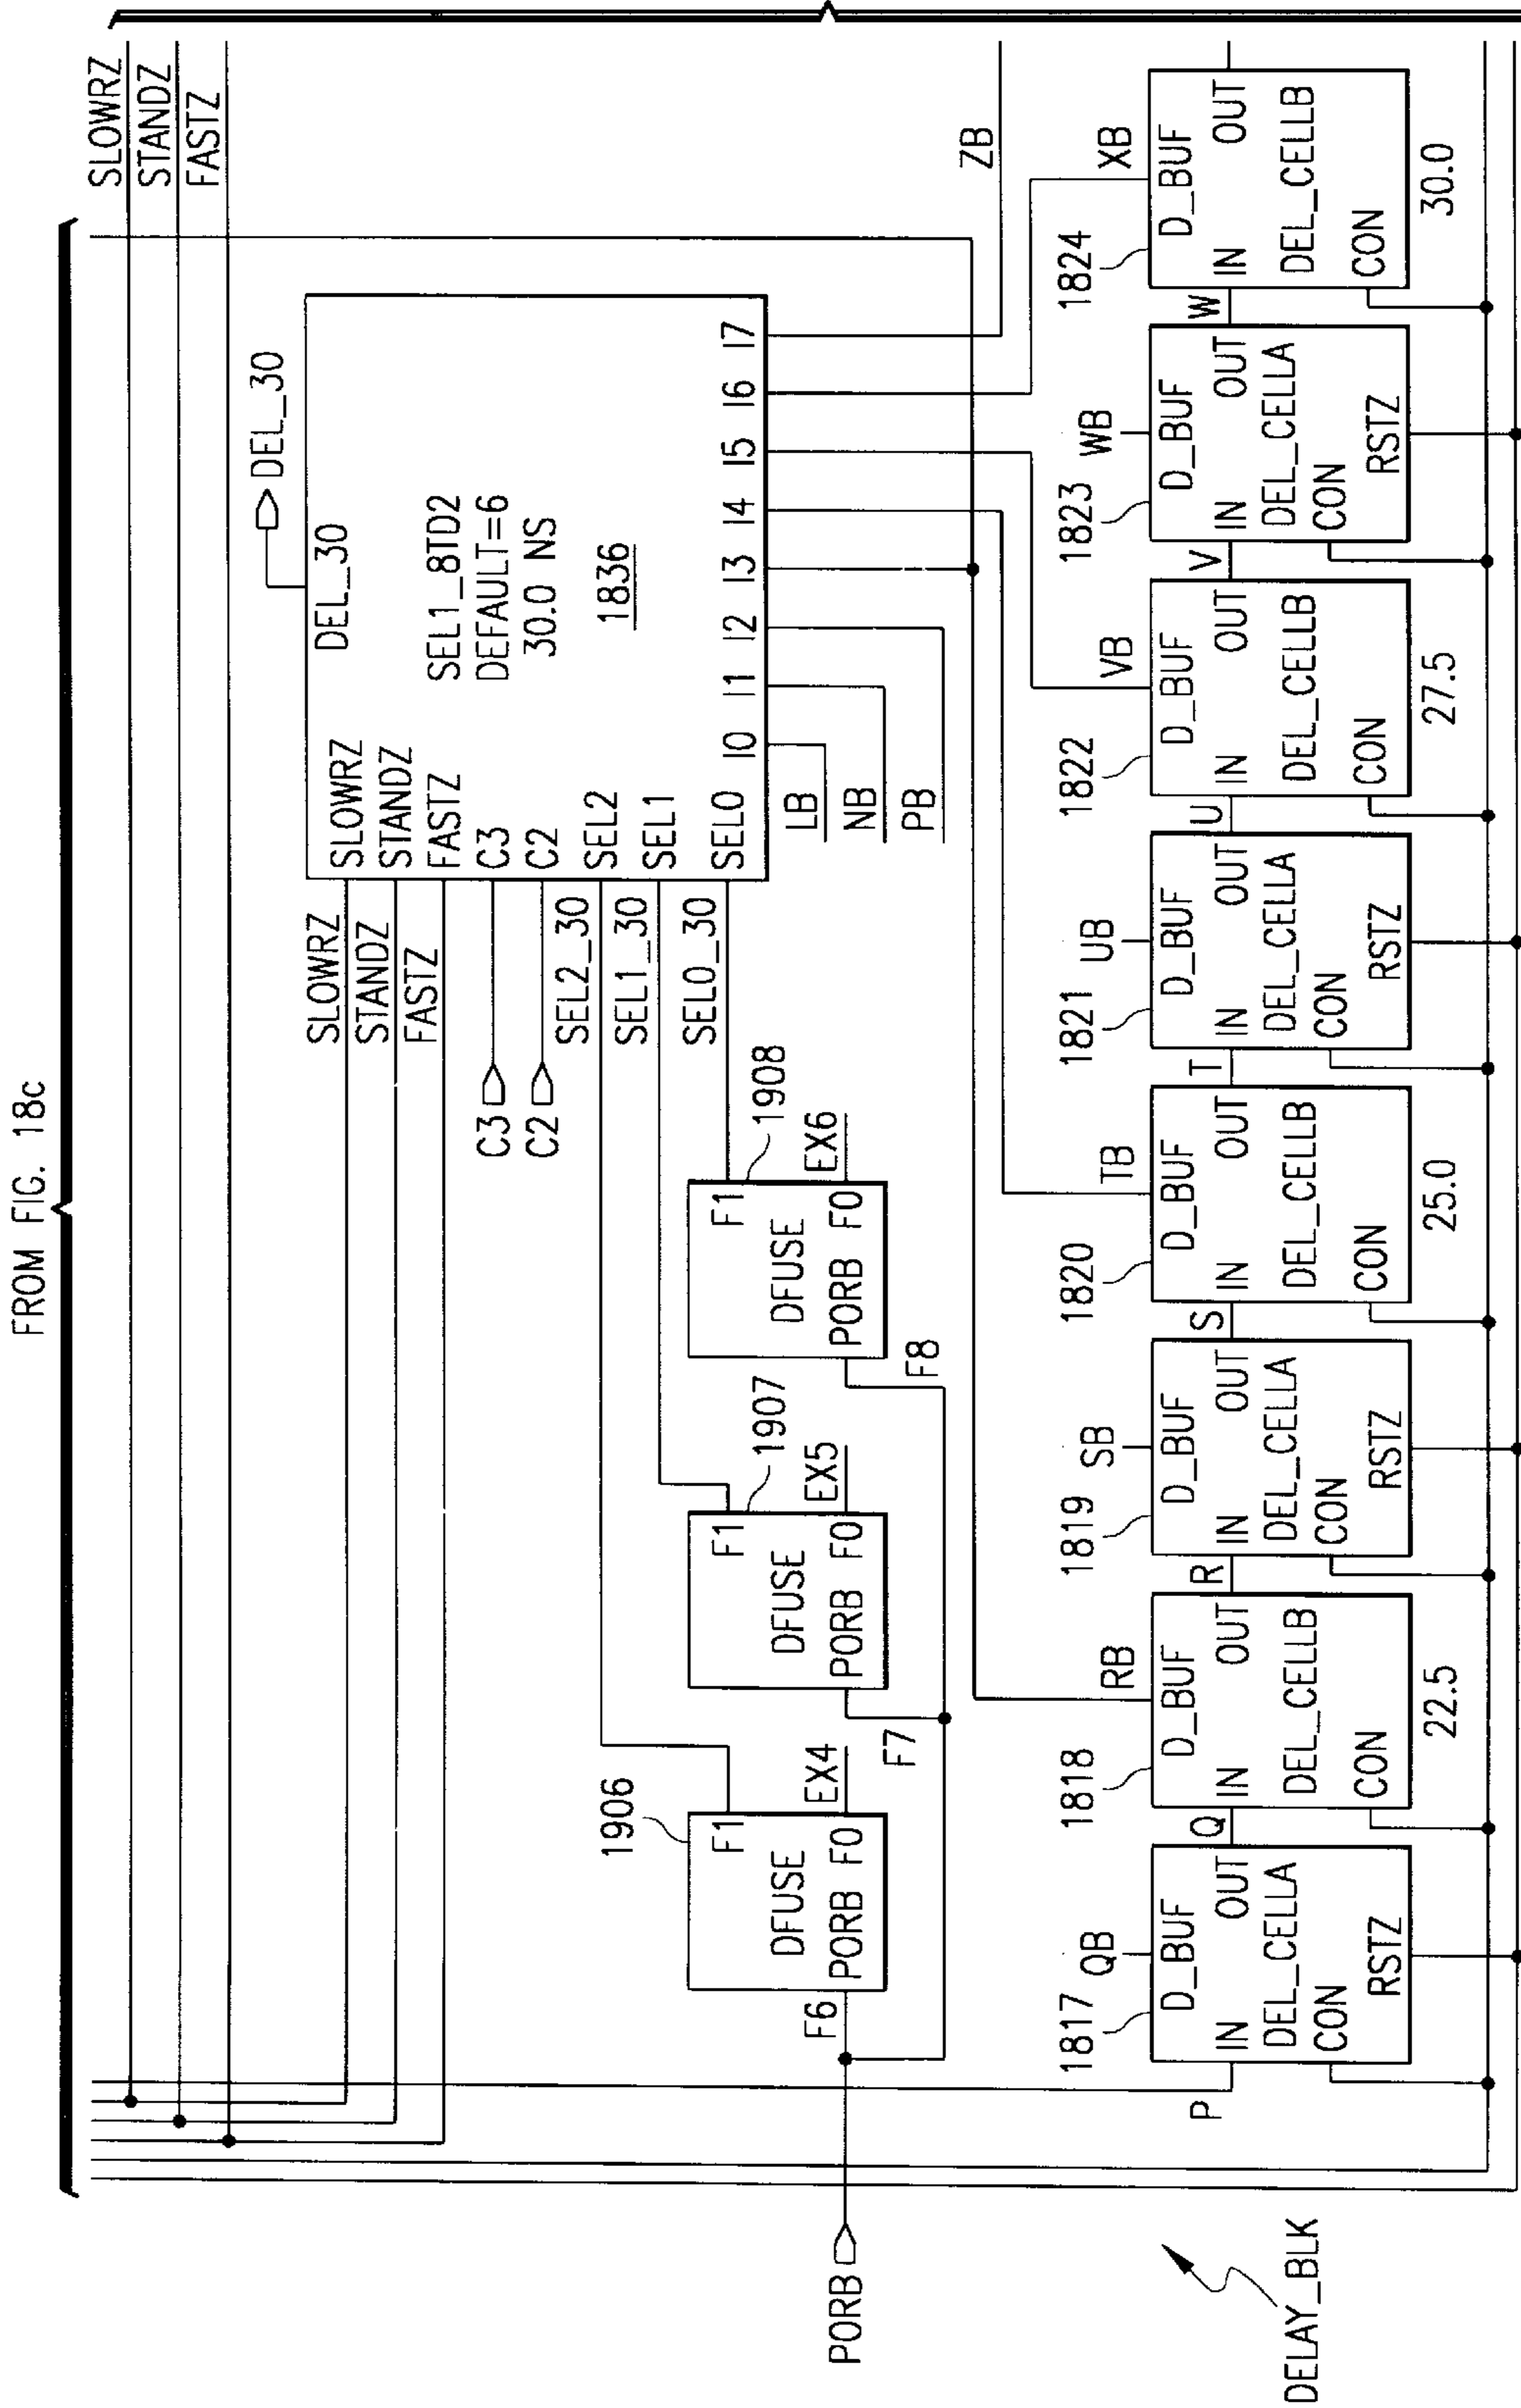 FROM FIG. 18c
SLOWRZ
STANDZ
FASTZ
DEL_30
DEL_30
SLOWRZ
STANDZ
FASTZ
C3
C2
SEL2_30
SEL1_30
SEL0_30
SLOWRZ
STANDZ
FASTZ
C3
C2
SEL2
SEL1
SEL0
SEL1_8TD2
DEFAULT=6
30.0 NS
1836
I0 I1 I2 I3 I4 I5 I6 I7
LB
NB
PB
ZB
1906
F1
DFUSE
PORB F0
EX4
F6
1907
F1
DFUSE
PORB F0
EX5
F7
1908
F1
DFUSE
PORB F0
EX6
F8
PORB
P
1817
QB
D_BUF
IN OUT
DEL_CELLA
CON
RSTZ
Q
1818
RB
D_BUF
IN OUT
DEL_CELLB
CON
22.5
R
1819
SB
D_BUF
IN OUT
DEL_CELLA
CON
RSTZ
S
1820
TB
D_BUF
IN OUT
DEL_CELLB
CON
25.0
T
1821
UB
D_BUF
IN OUT
DEL_CELLA
CON
RSTZ
U
1822
VB
D_BUF
IN OUT
DEL_CELLB
CON
27.5
V
1823
WB
D_BUF
IN OUT
DEL_CELLA
CON
RSTZ
W
1824
XB
D_BUF
IN OUT
DEL_CELLB
CON
30.0
DELAY_BLK